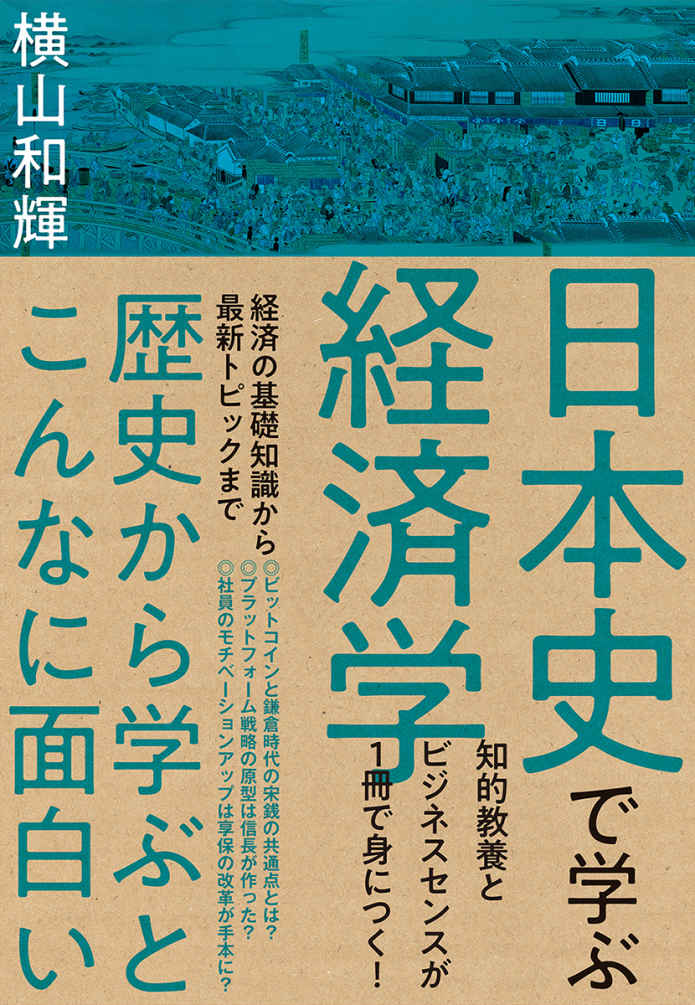 日本史で学ぶ
経済学
知的教養と
ビジネスセンスが
1冊で身につく！
経済の基礎知識から
最新トピックまで
◎ビットコインと鎌倉時代の宋銭の共通点とは？
◎プラットフォーム戦略の原型は信長が作った？
◎社員のモチベーションアップは享保の改革が手本に？
歴史から学ぶと
こんなに面白い
横山和輝